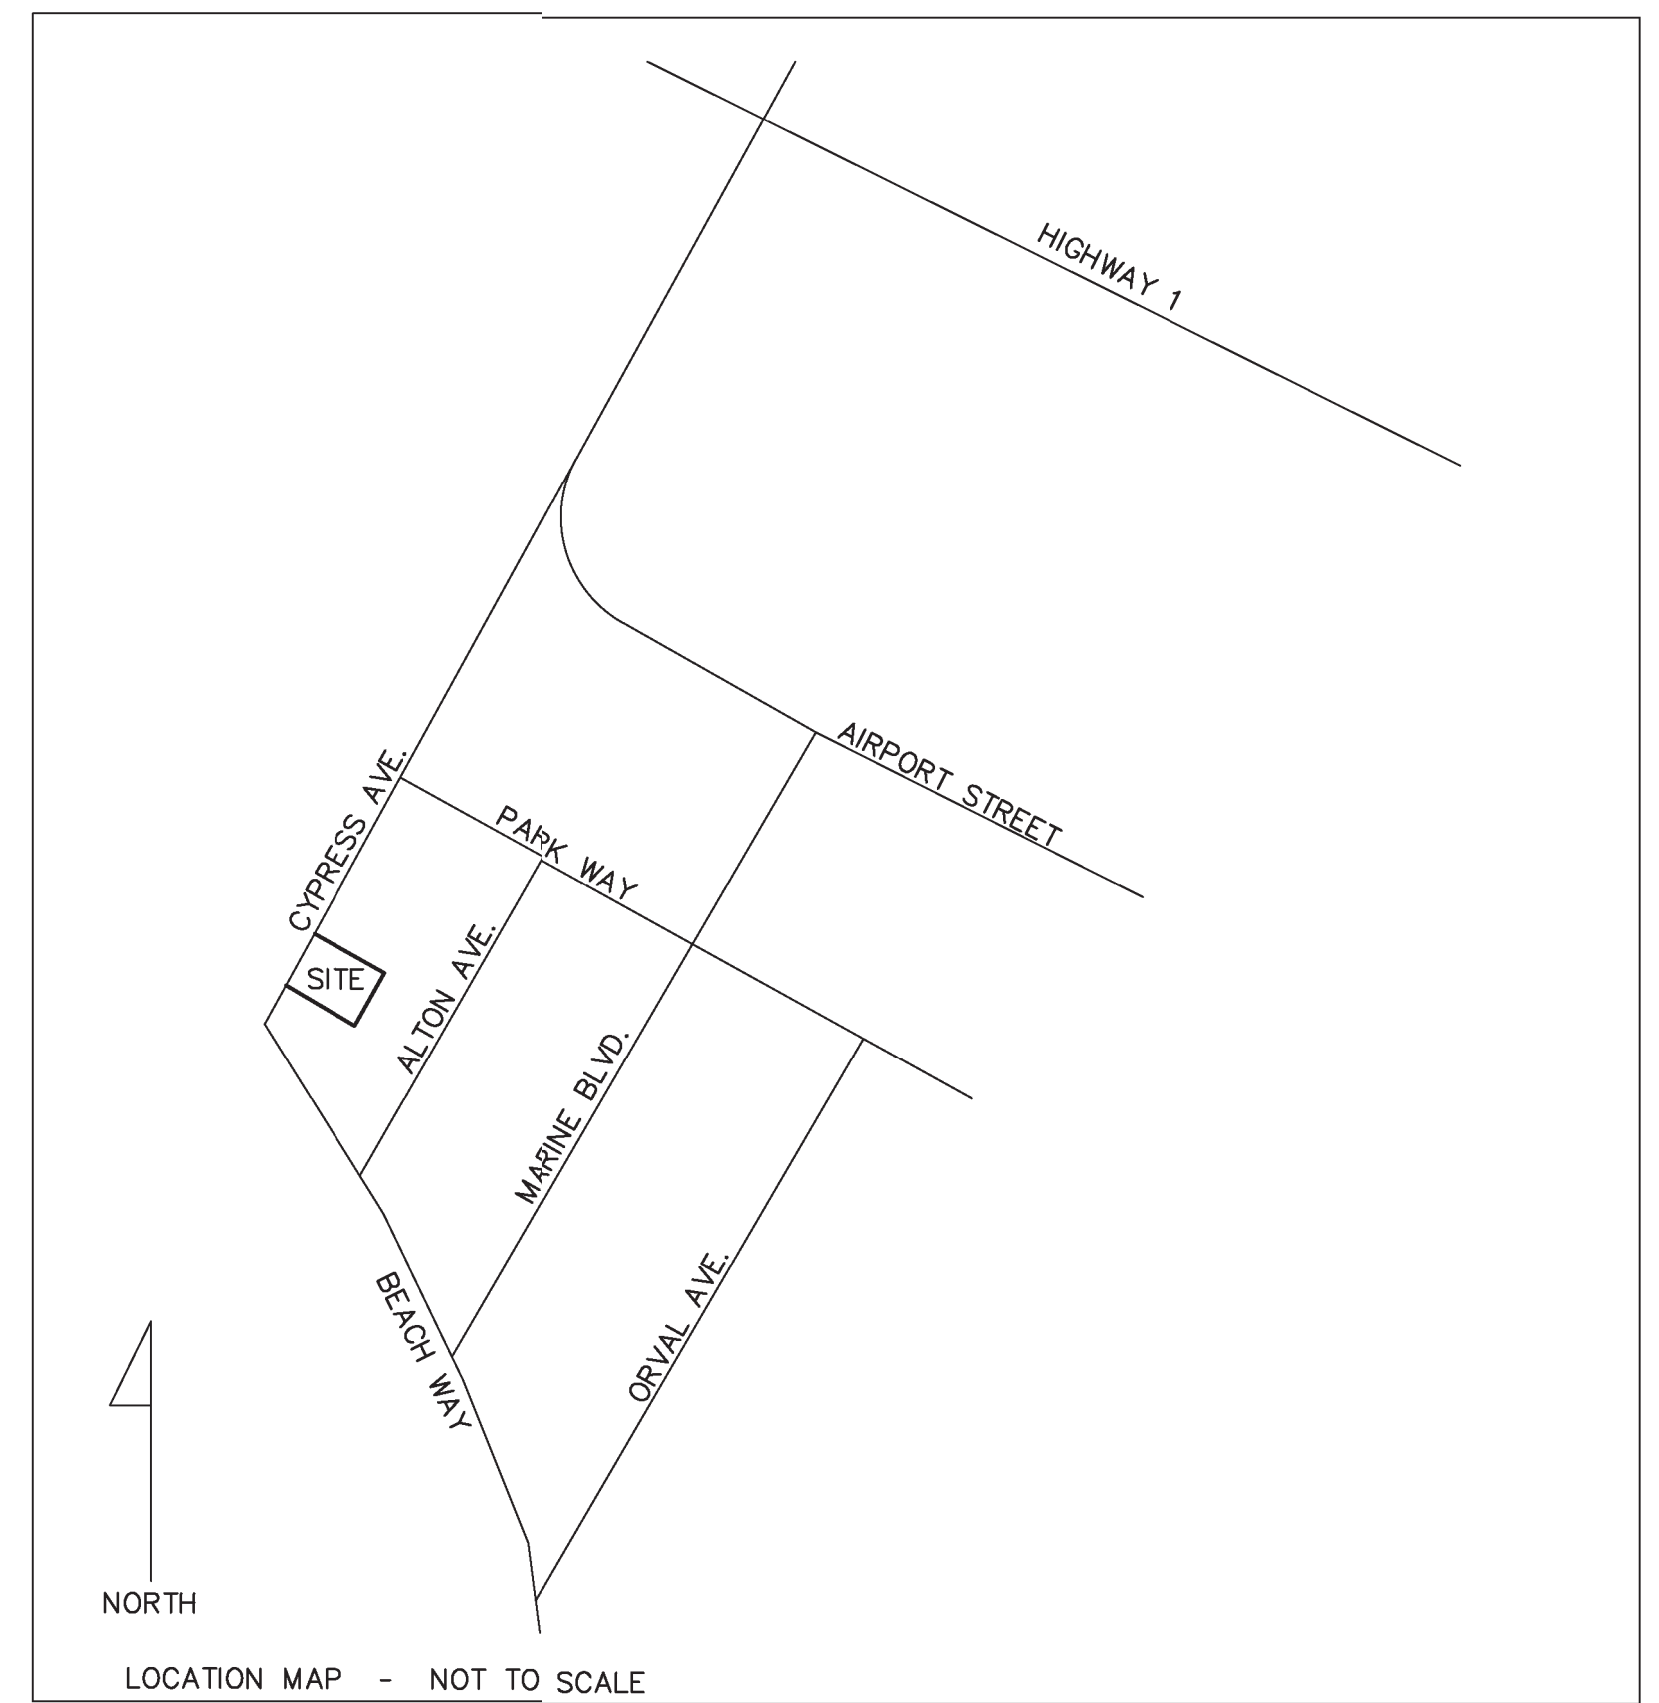 HIGHWAY 1
AIRPORT STREET
CYPRESS AVE.
PARK WAY
SITE
ALTON AVE.
MARINE BLVD.
ORVAL AVE.
BEACH WAY
NORTH
LOCATION MAP - NOT TO SCALE